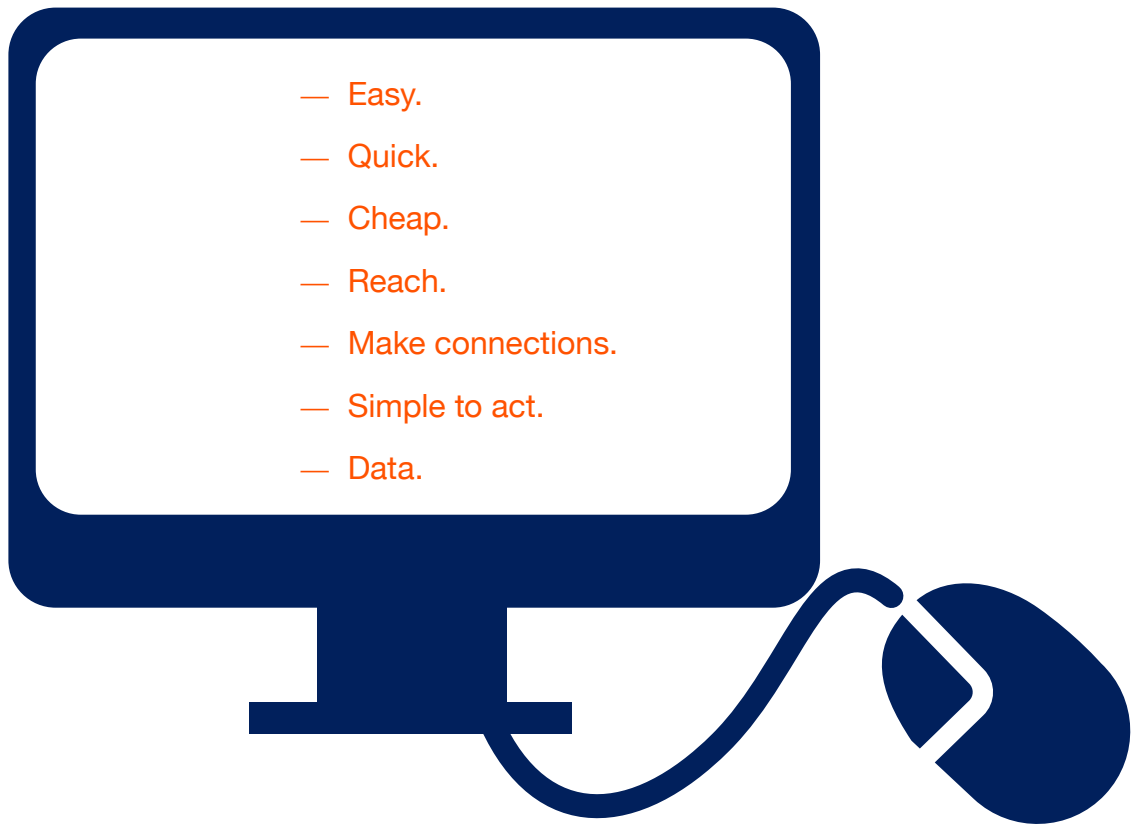 — Easy.
— Quick.
— Cheap.
— Reach.
— Make connections.
— Simple to act.
— Data.